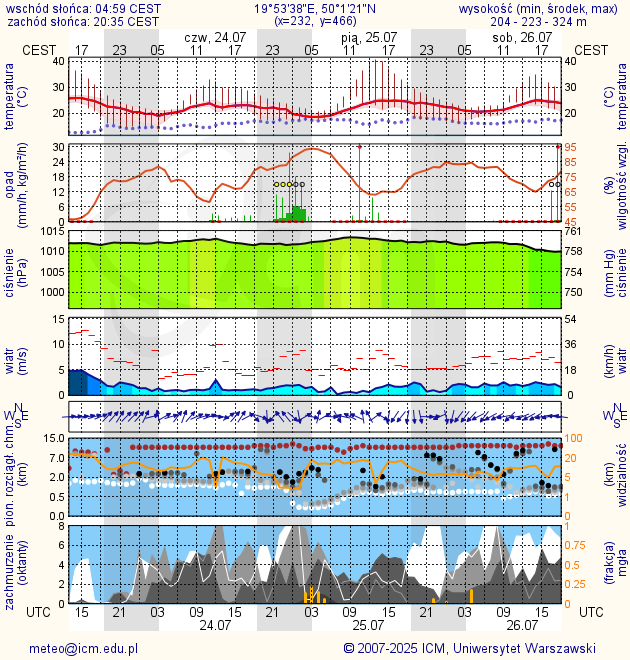 wschód słońca: 04:59 CEST 19°53'38"E, 50°1'21"N wysokość (min, środek, max)
zachód słońca: 20:35 CEST (x=232, y=466) 204 - 223 - 324 m
czw, 24.07 pią, 25.07 sob, 26.07
CEST 17 23 05 11 17 23 05 11 17 23 05 11 17 CEST
temperatura (°C) 40 30 20 40 30 20 temperatura (°C)
opad (mm/h, kg/m²/h) 30 24 18 12 6 0 95 85 75 65 55 45 (%) wilgotność wzgl.
ciśnienie (hPa) 1015 1010 1005 1000 761 758 754 750 (mm Hg) ciśnienie
wiatr (m/s) 15 10 5 0 54 36 18 0 (km/h) wiatr
N W E S N W E S
pion. rozciągł. chm. (km) 15.0 7.0 2.0 0.5 0.0 100 20 5 1 0 (km) widzialność
zachmurzenie (oktanty) 8 6 4 2 0 1 0.75 0.5 0.25 0 (frakcja) mgła
UTC 15 21 03 09 15 21 03 09 15 21 03 09 15 UTC
24.07 25.07 26.07
meteo@icm.edu.pl © 2007-2025 ICM, Uniwersytet Warszawski